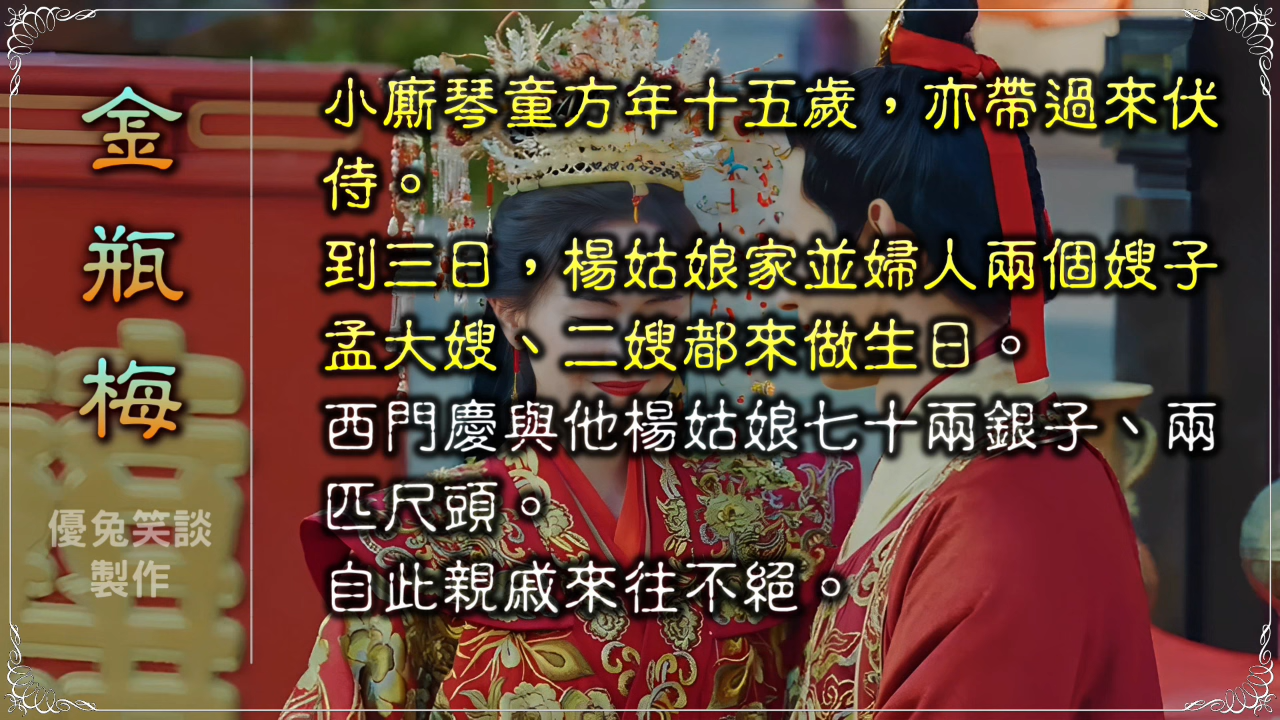 金瓶梅
優兔笑談
製作
小廝琴童方年十五歲，亦帶過來伏
侍。
到三日，楊姑娘家並婦人兩個嫂子
孟大嫂、二嫂都來做生日。
西門慶與他楊姑娘七十兩銀子、兩
匹尺頭。
自此親戚來往不絕。